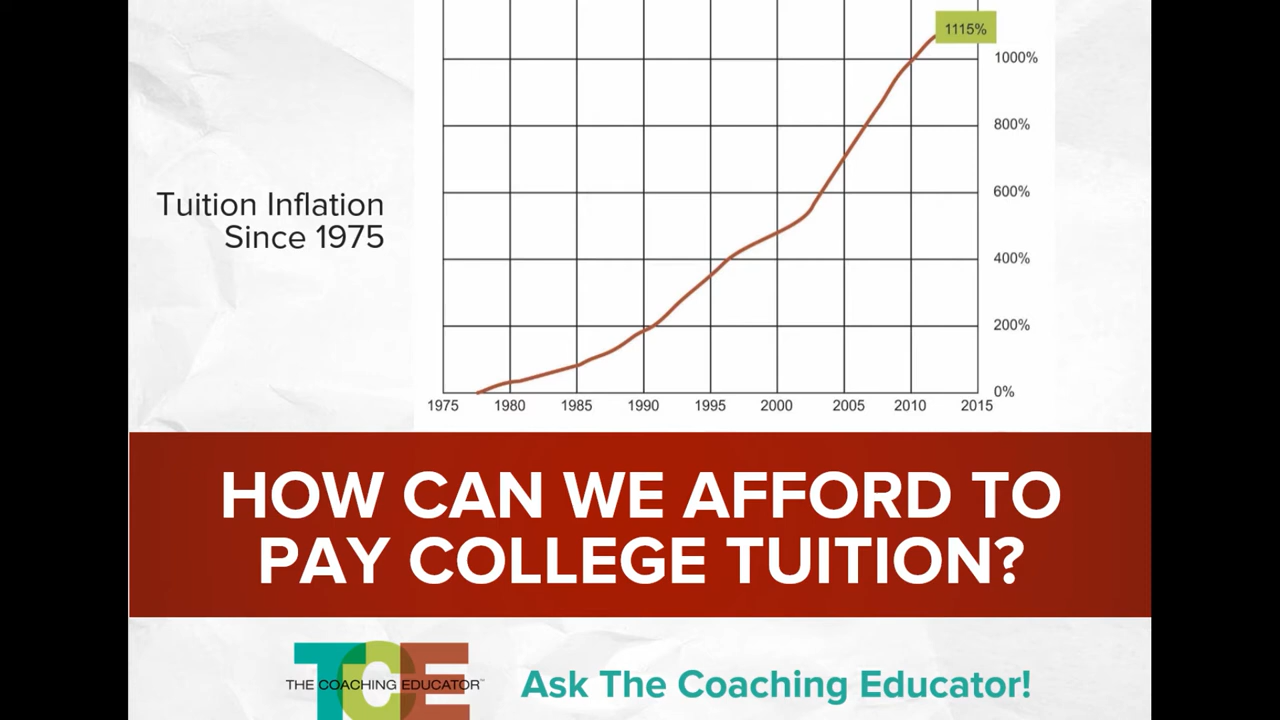 1115%
1000%
800%
Tuition Inflation
Since 1975
600%
400%
200%
0%
1975 1980 1985 1990 1995 2000 2005 2010 2015
HOW CAN WE AFFORD TO
PAY COLLEGE TUITION?
TCE
THE COACHING EDUCATOR™
Ask The Coaching Educator!